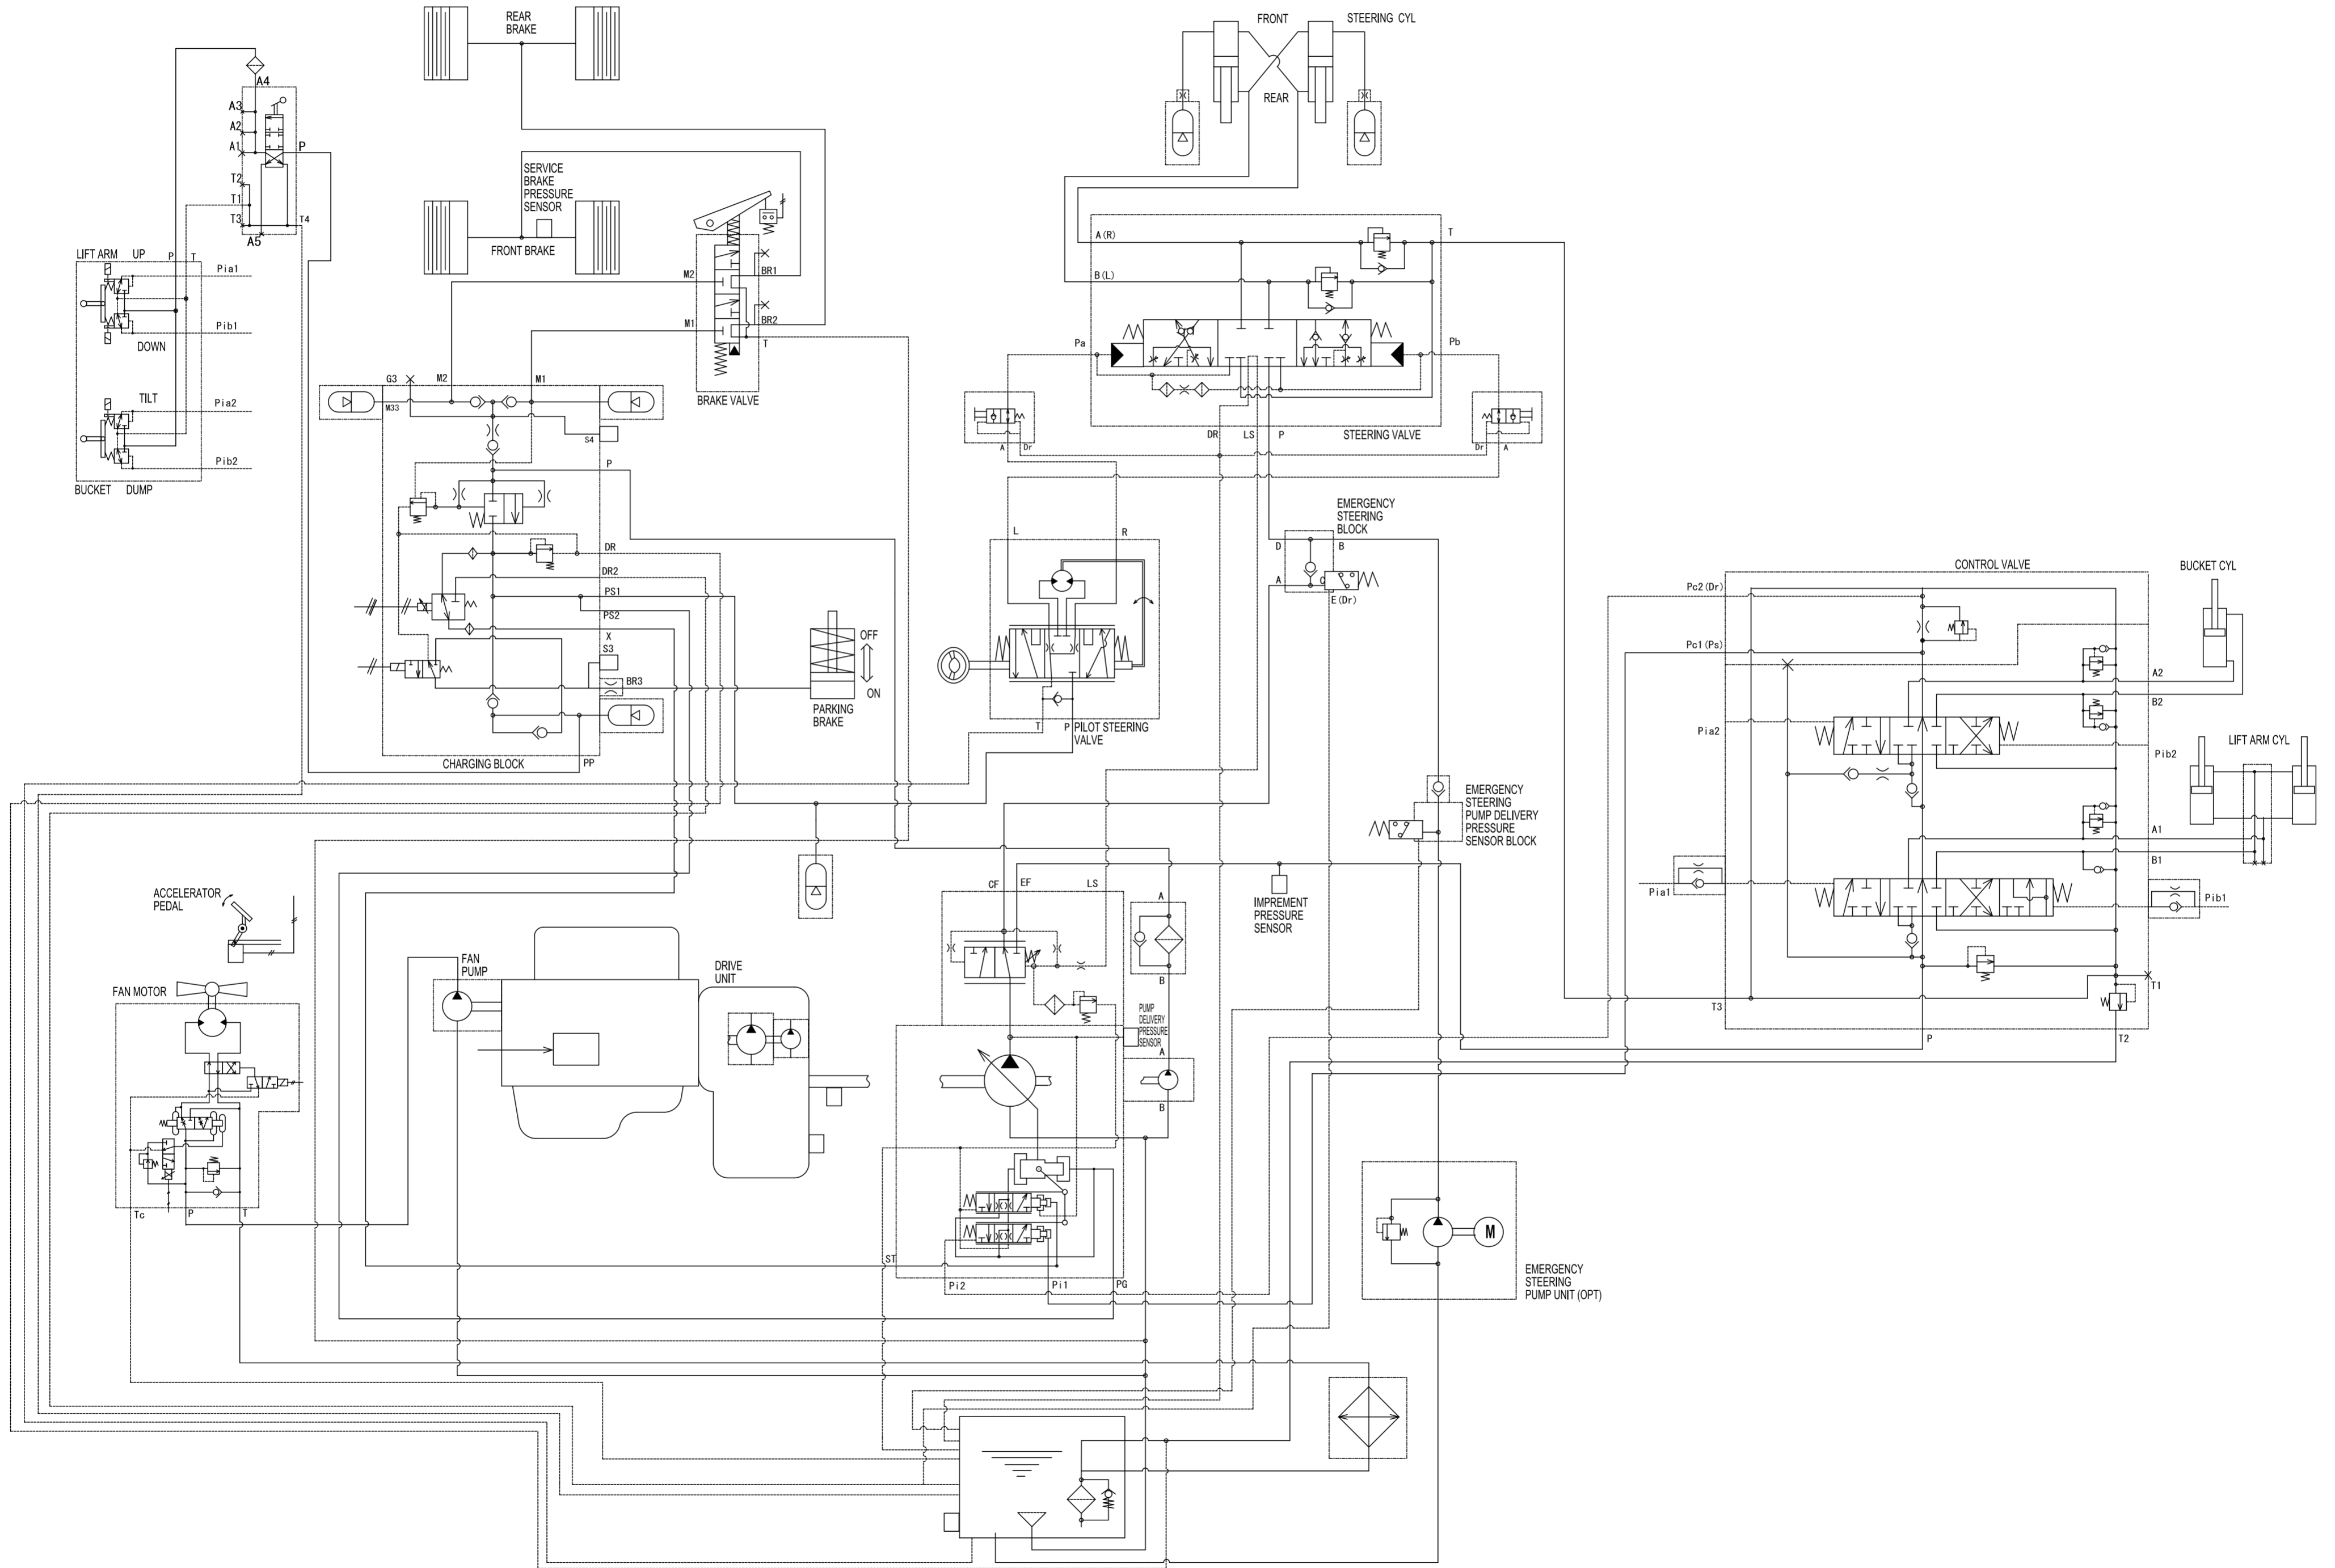 REAR
BRAKE
FRONT
STEERING CYL
REAR
A4
A3
A2
A1
P
T2
T1
T3
T4
A5
SERVICE
BRAKE
PRESSURE
SENSOR
FRONT BRAKE
LIFT ARM
UP
P
T
Pia1
Pib1
DOWN
TILT
Pia2
Pib2
BUCKET
DUMP
M2
BR1
M1
BR2
T
BRAKE VALVE
A(R)
T
B(L)
Pa
Pb
A
Dr
DR
LS
P
STEERING VALVE
Dr
A
G3
M2
M1
M33
S4
P
DR
DR2
PS1
PS2
X
S3
BR3
CHARGING BLOCK
PP
OFF
ON
PARKING
BRAKE
L
R
T
P
PILOT STEERING
VALVE
EMERGENCY
STEERING
BLOCK
D
B
A
C
E(Dr)
EMERGENCY
STEERING
PUMP DELIVERY
PRESSURE
SENSOR BLOCK
CONTROL VALVE
BUCKET CYL
Pc2(Dr)
Pc1(Ps)
A2
B2
Pia2
Pib2
LIFT ARM CYL
A1
B1
Pia1
Pib1
T1
T3
P
T2
ACCELERATOR
PEDAL
FAN MOTOR
Tc
P
T
FAN
PUMP
DRIVE
UNIT
CF
EF
LS
A
B
IMPREMENT
PRESSURE
SENSOR
PUMP
DELIVERY
PRESSURE
SENSOR
A
B
ST
Pi2
Pi1
PG
M
EMERGENCY
STEERING
PUMP UNIT (OPT)